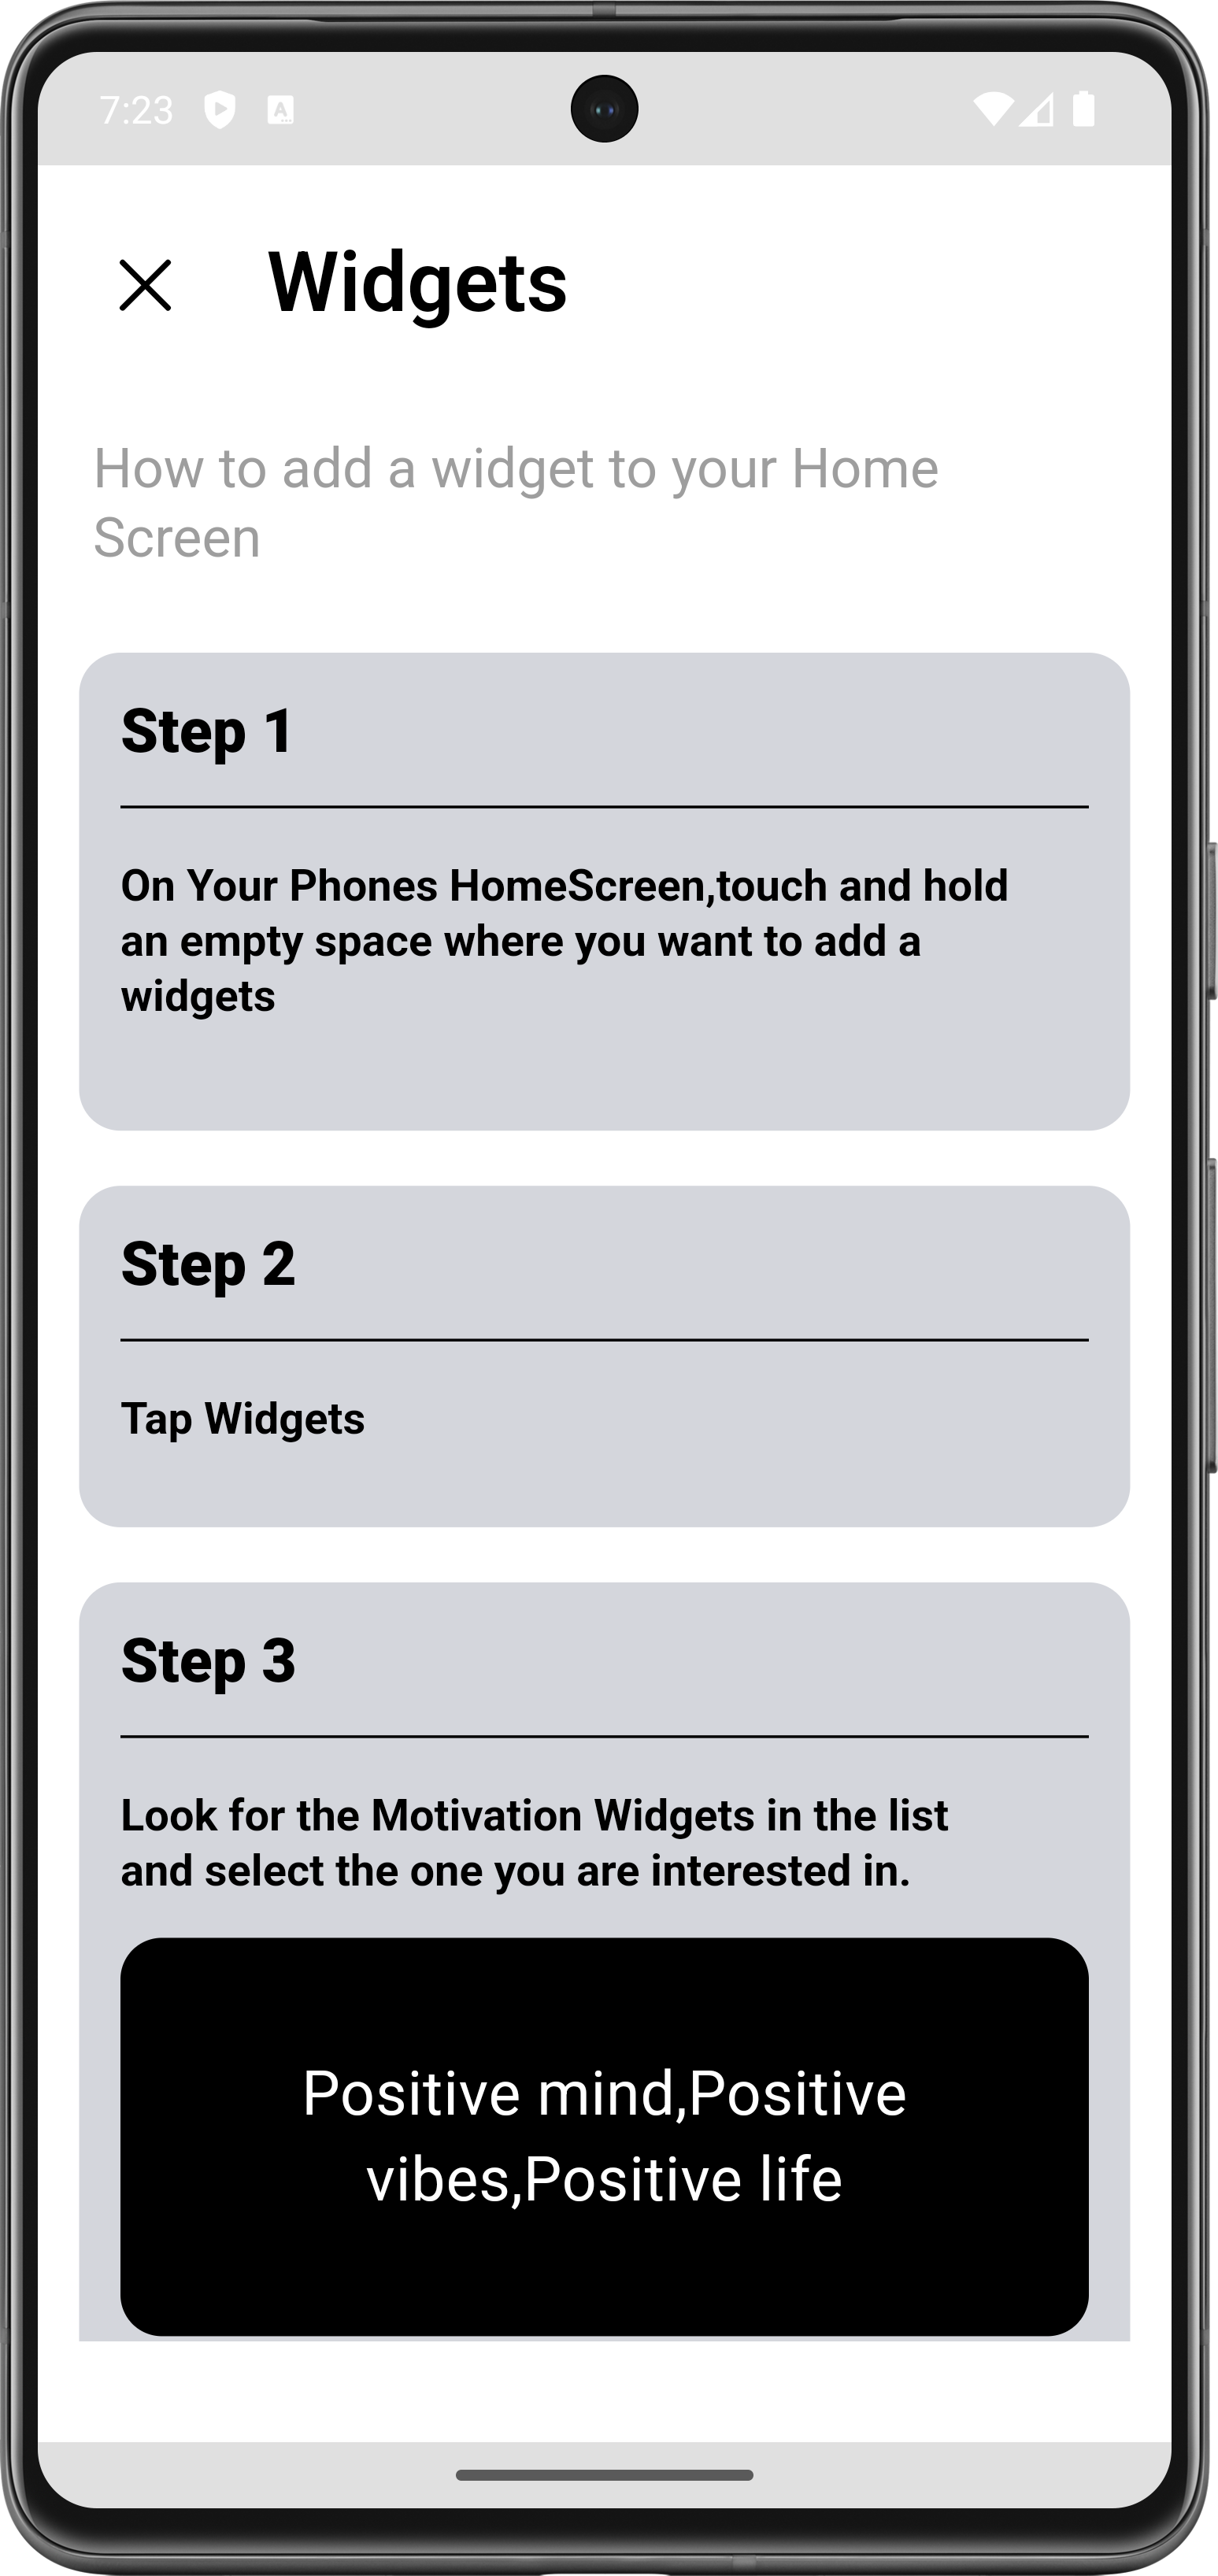 7:23
Widgets
How to add a widget to your Home
Screen
Step 1
On Your Phones HomeScreen,touch and hold
an empty space where you want to add a
widgets
Step 2
Tap Widgets
Step 3
Look for the Motivation Widgets in the list
and select the one you are interested in.
Positive mind,Positive
vibes,Positive life